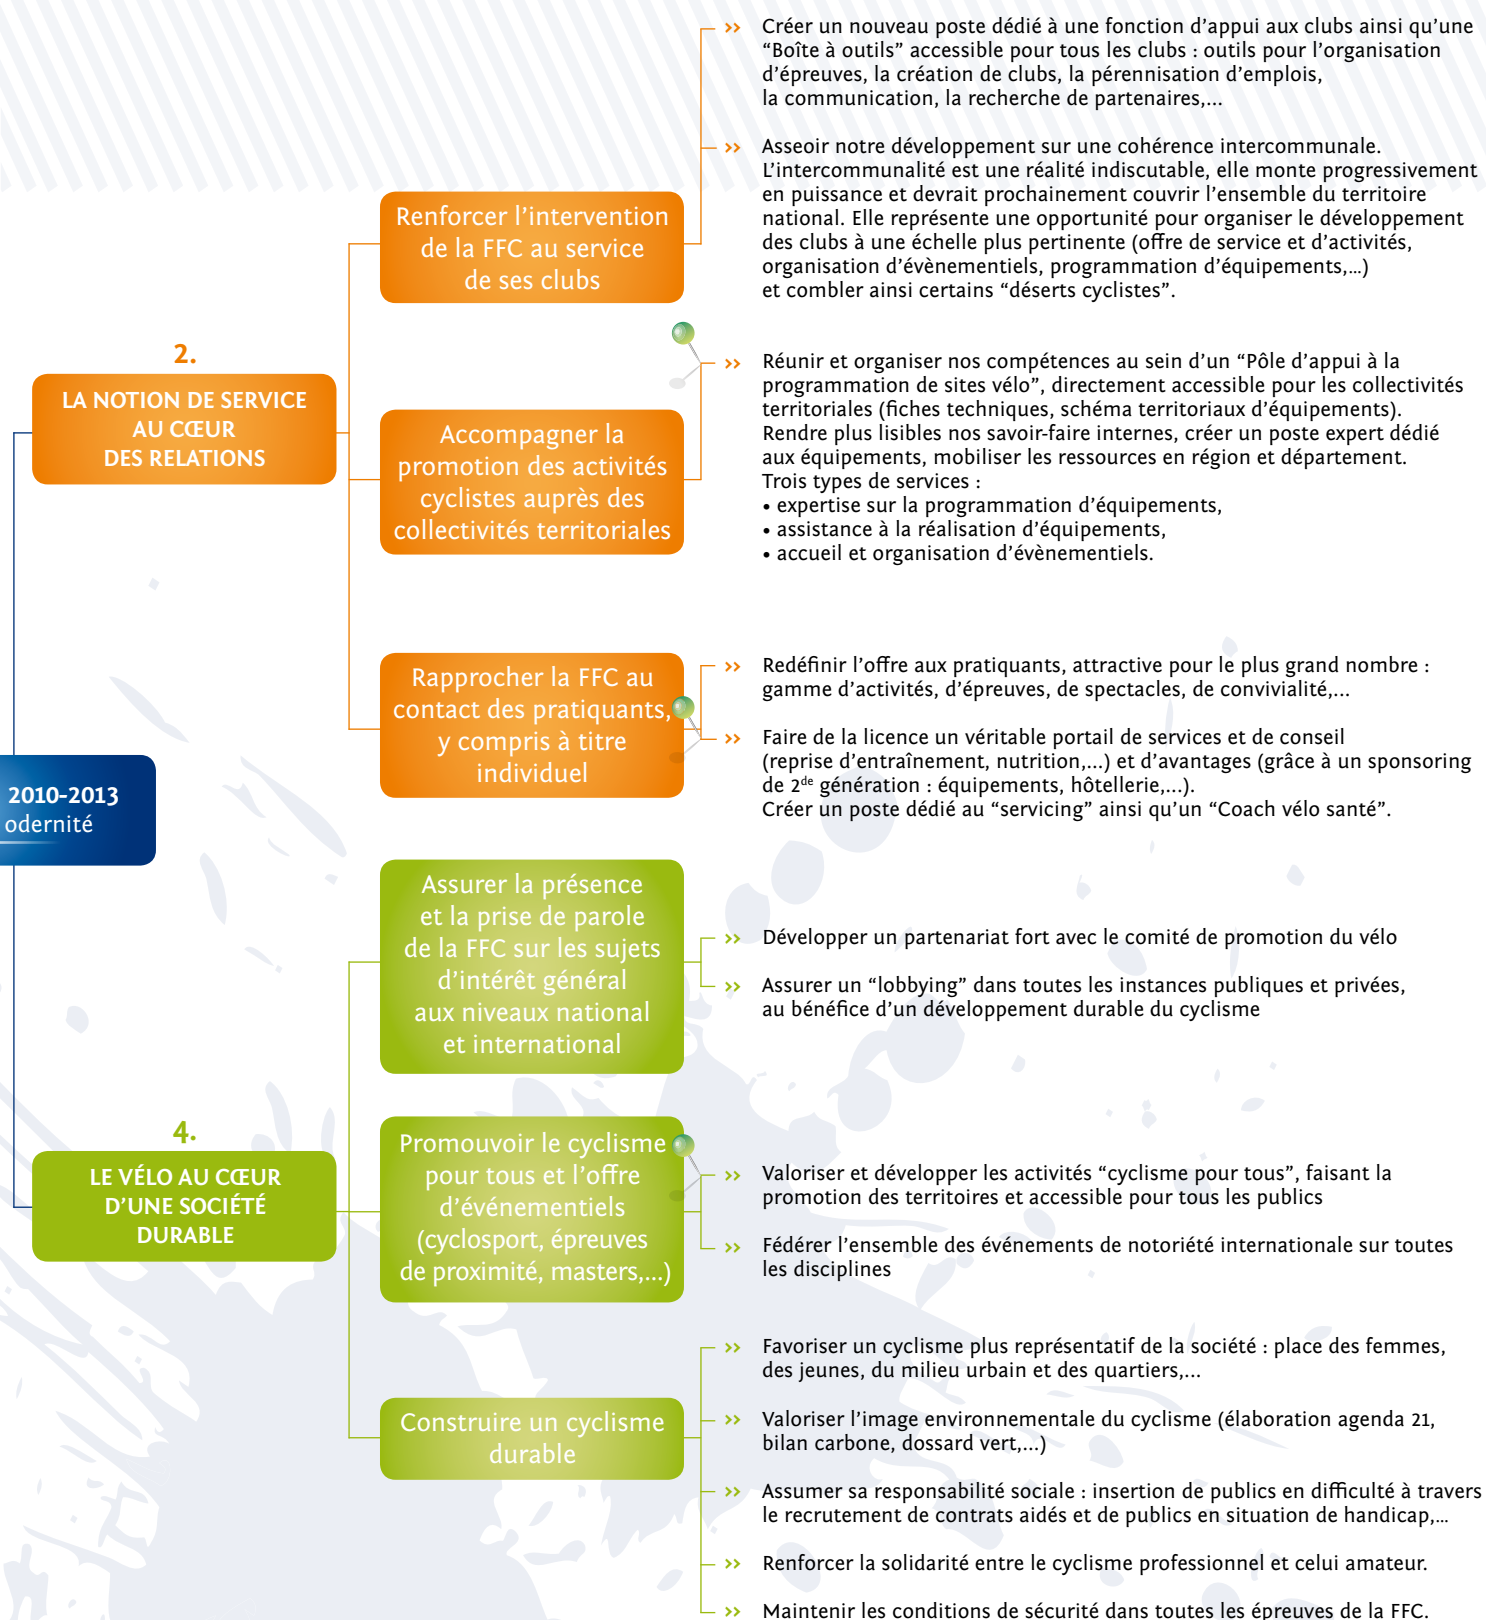 Créer un nouveau poste dédié à une fonction d'appui aux clubs ainsi qu'une
“Boîte à outils” accessible pour tous les clubs : outils pour l'organisation
d'épreuves, la création de clubs, la pérennisation d'emplois,
la communication, la recherche de partenaires,...
Asseoir notre développement sur une cohérence intercommunale.
L'intercommunalité est une réalité indiscutable, elle monte progressivement
en puissance et devrait prochainement couvrir l'ensemble du territoire
national. Elle représente une opportunité pour organiser le développement
des clubs à une échelle plus pertinente (offre de service et d'activités,
organisation d'évènementiels, programmation d'équipements,...)
et combler ainsi certains “déserts cyclistes”.
Renforcer l'intervention
de la FFC au service
de ses clubs
2.
LA NOTION DE SERVICE
AU CŒUR
DES RELATIONS
Accompagner la
promotion des activités
cyclistes auprès des
collectivités territoriales
Réunir et organiser nos compétences au sein d'un “Pôle d'appui à la
programmation de sites vélo”, directement accessible pour les collectivités
territoriales (fiches techniques, schéma territoriaux d'équipements).
Rendre plus lisibles nos savoir-faire internes, créer un poste expert dédié
aux équipements, mobiliser les ressources en région et département.
Trois types de services :
• expertise sur la programmation d'équipements,
• assistance à la réalisation d'équipements,
• accueil et organisation d'évènementiels.
Rapprocher la FFC au
contact des pratiquants,
y compris à titre
individuel
Redéfinir l'offre aux pratiquants, attractive pour le plus grand nombre :
gamme d'activités, d'épreuves, de spectacles, de convivialité,...
Faire de la licence un véritable portail de services et de conseil
(reprise d'entraînement, nutrition,...) et d'avantages (grâce à un sponsoring
de 2de génération : équipements, hôtellerie,...).
Créer un poste dédié au “servicing” ainsi qu'un “Coach vélo santé”.
2010-2013
odernité
Assurer la présence
et la prise de parole
de la FFC sur les sujets
d'intérêt général
aux niveaux national
et international
Développer un partenariat fort avec le comité de promotion du vélo
Assurer un “lobbying” dans toutes les instances publiques et privées,
au bénéfice d'un développement durable du cyclisme
4.
LE VÉLO AU CŒUR
D'UNE SOCIÉTÉ
DURABLE
Promouvoir le cyclisme
pour tous et l'offre
d'événementiels
(cyclosport, épreuves
de proximité, masters,...)
Valoriser et développer les activités “cyclisme pour tous”, faisant la
promotion des territoires et accessible pour tous les publics
Fédérer l'ensemble des événements de notoriété internationale sur toutes
les disciplines
Construire un cyclisme
durable
Favoriser un cyclisme plus représentatif de la société : place des femmes,
des jeunes, du milieu urbain et des quartiers,...
Valoriser l'image environnementale du cyclisme (élaboration agenda 21,
bilan carbone, dossard vert,...)
Assumer sa responsabilité sociale : insertion de publics en difficulté à travers
le recrutement de contrats aidés et de publics en situation de handicap,...
Renforcer la solidarité entre le cyclisme professionnel et celui amateur.
Maintenir les conditions de sécurité dans toutes les épreuves de la FFC.